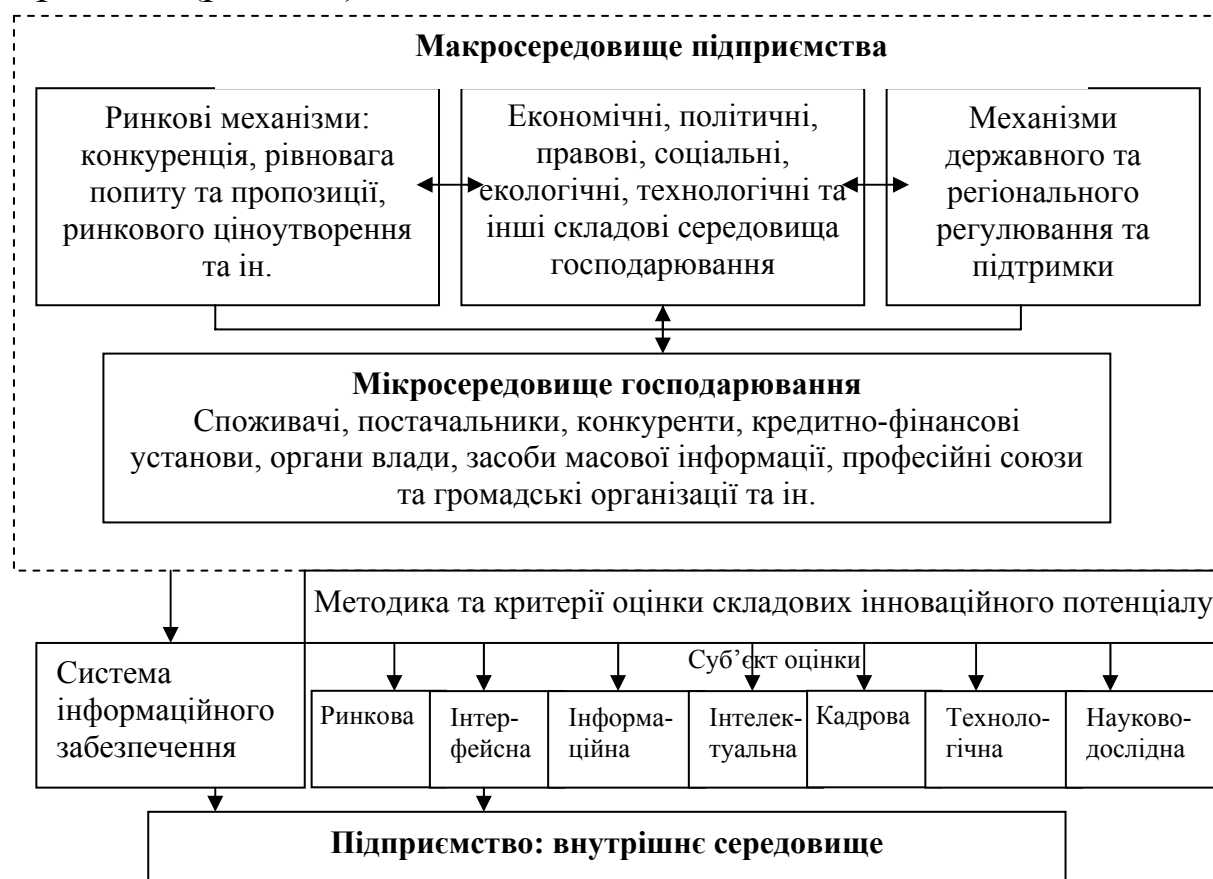 Макросередовище підприємства
Ринкові механізми:
конкуренція, рівновага
попиту та пропозиції,
ринкового ціноутворення
та ін.
Економічні, політичні,
правові, соціальні,
екологічні, технологічні та
інші складові середовища
господарювання
Механізми
державного та
регіонального
регулювання та
підтримки
Мікросередовище господарювання
Споживачі, постачальники, конкуренти, кредитно-фінансові
установи, органи влади, засоби масової інформації, професійні союзи
та громадські організації та ін.
Методика та критерії оцінки складових інноваційного потенціалу
Система
інформаційного
забезпечення
Суб’єкт оцінки
Ринкова
Інтер-
фейсна
Інформа-
ційна
Інтелек-
туальна
Кадрова
Техноло-
гічна
Науково-
дослідна
Підприємство: внутрішнє середовище